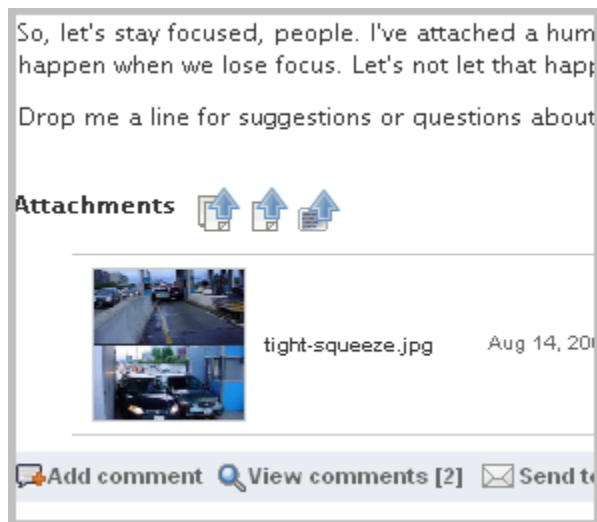 So, let's stay focused, people. I've attached a hum
happen when we lose focus. Let's not let that happ
Drop me a line for suggestions or questions about
Attachments
tight-squeeze.jpg Aug 14, 200
Add comment View comments [2] Send to